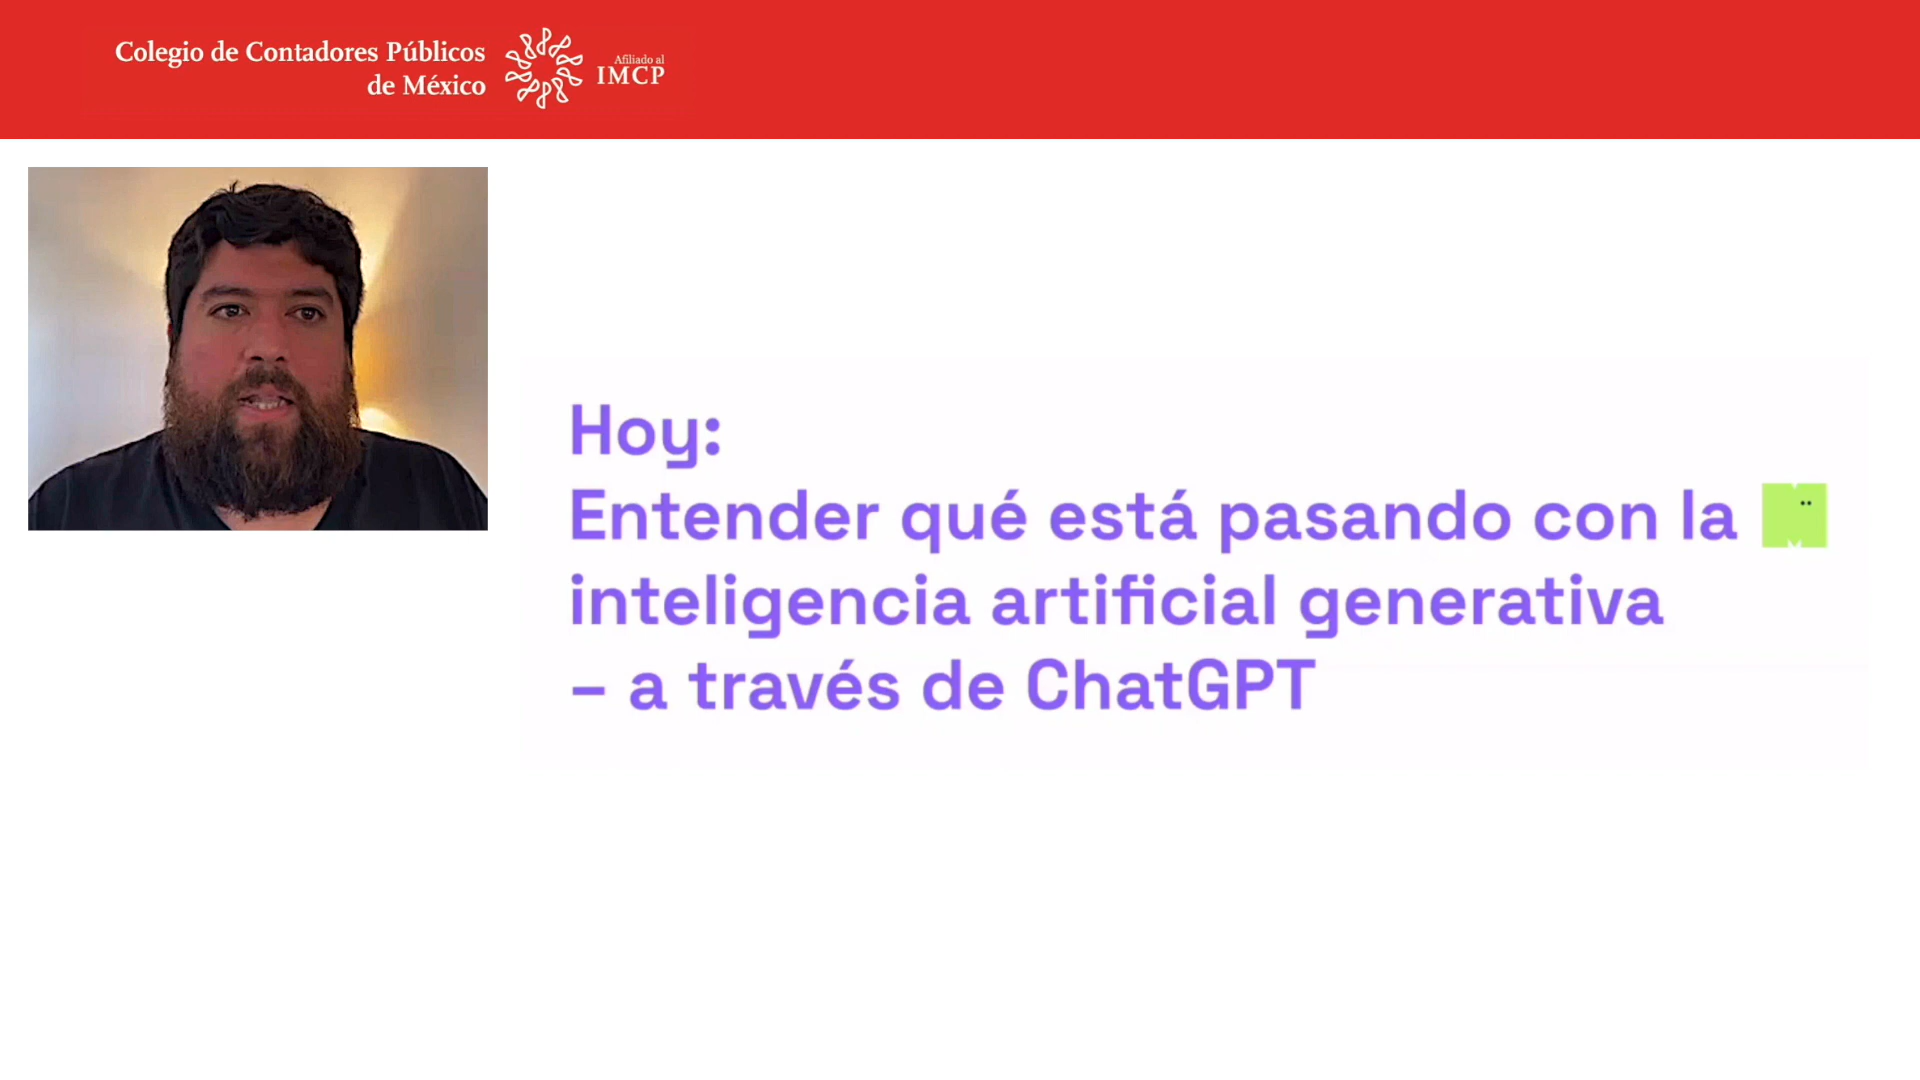 Colegio de Contadores Públicos
de México
Afiliado al
IMCP
Hoy:
Entender qué está pasando con la
inteligencia artificial generativa
– a través de ChatGPT